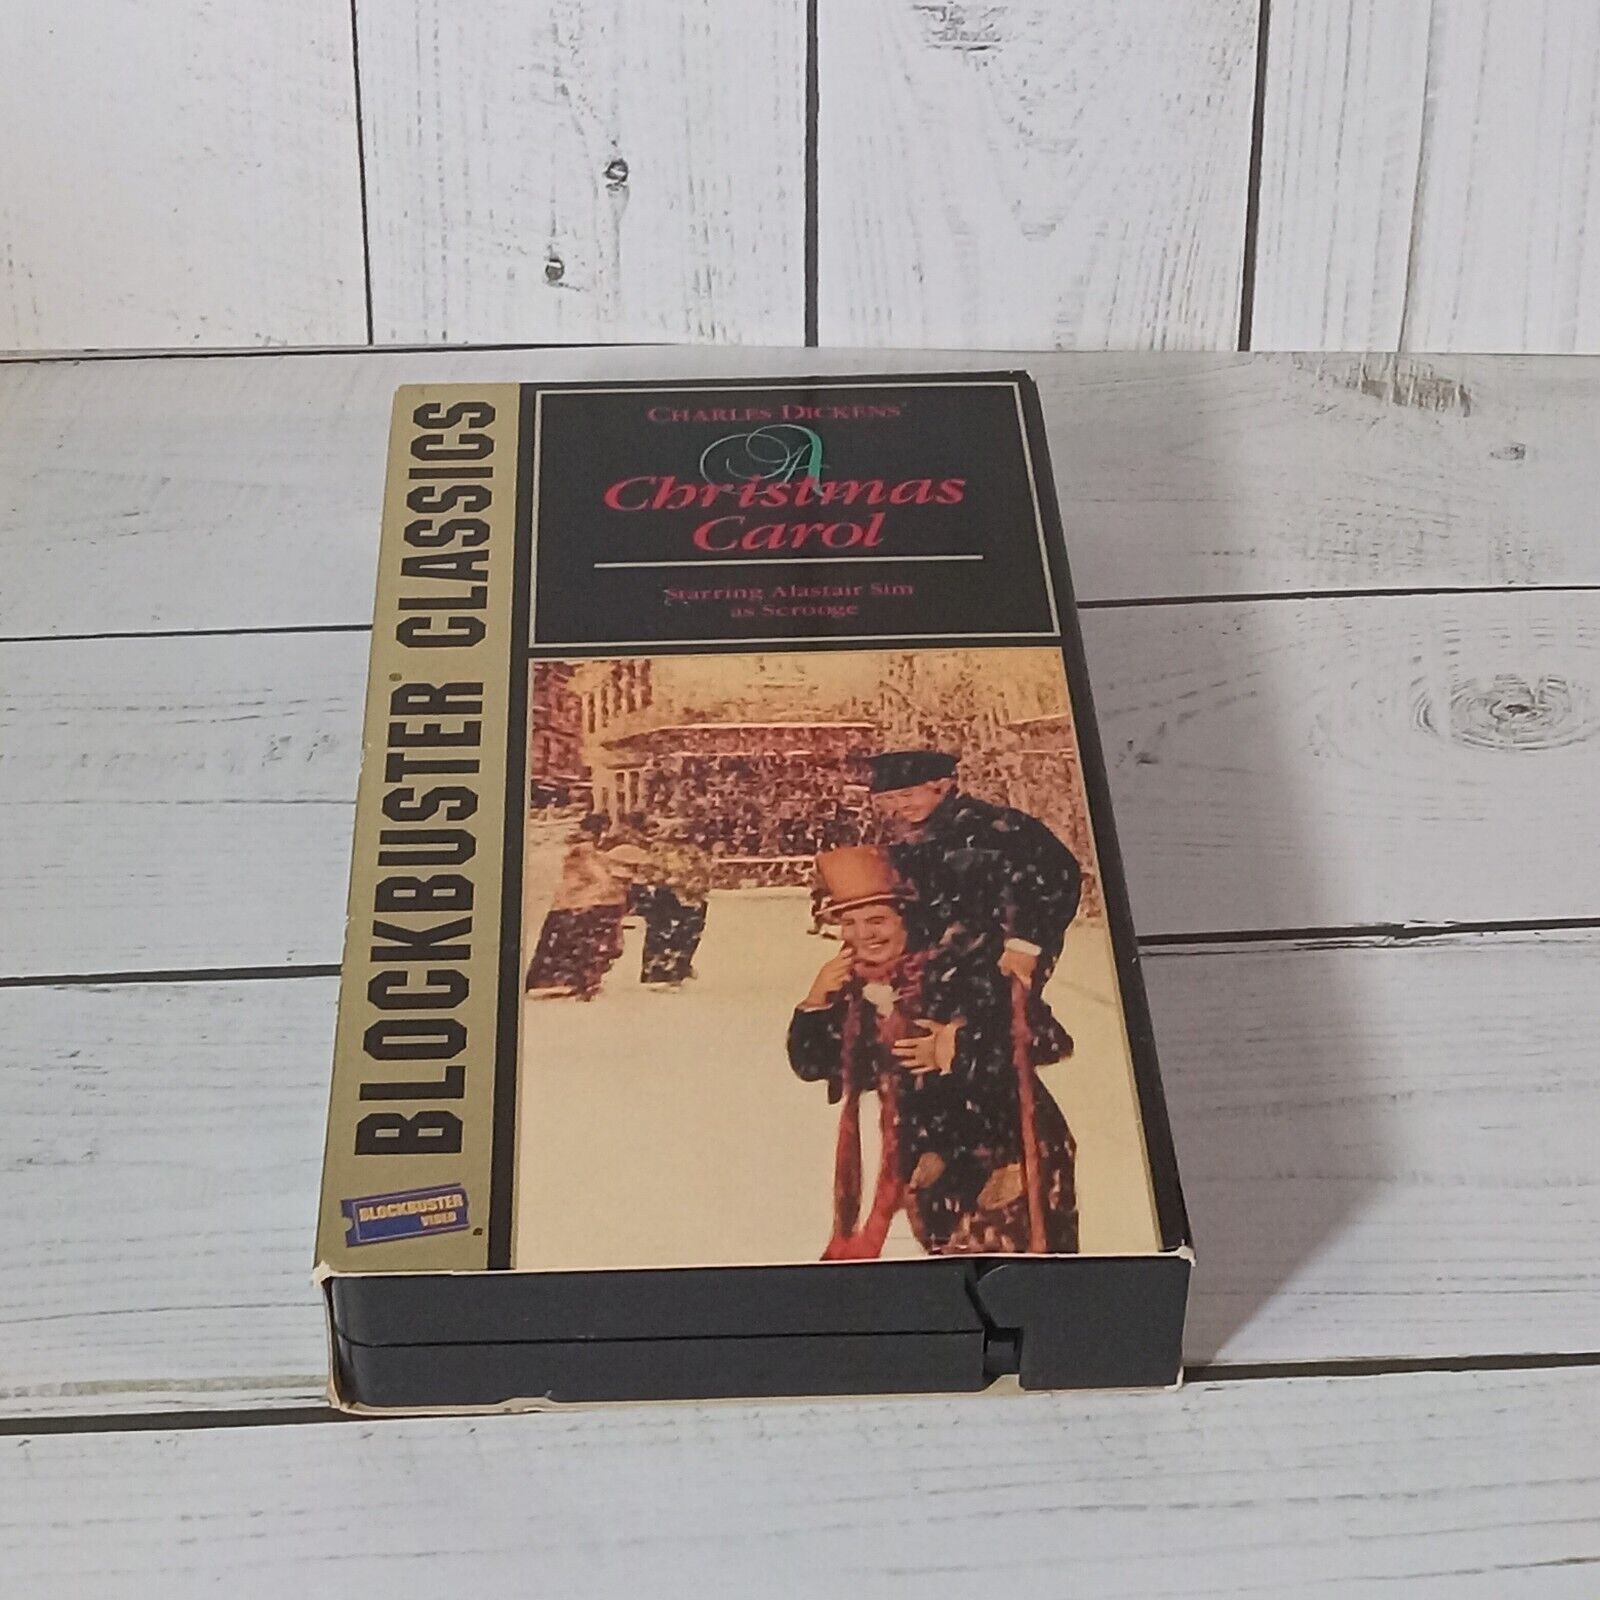 BLOCKBUSTER® CLASSICS
BLOCKBUSTER
VIDEO
CHARLES DICKENS'
A
Christmas
Carol
Starring Alastair Sim
as Scrooge